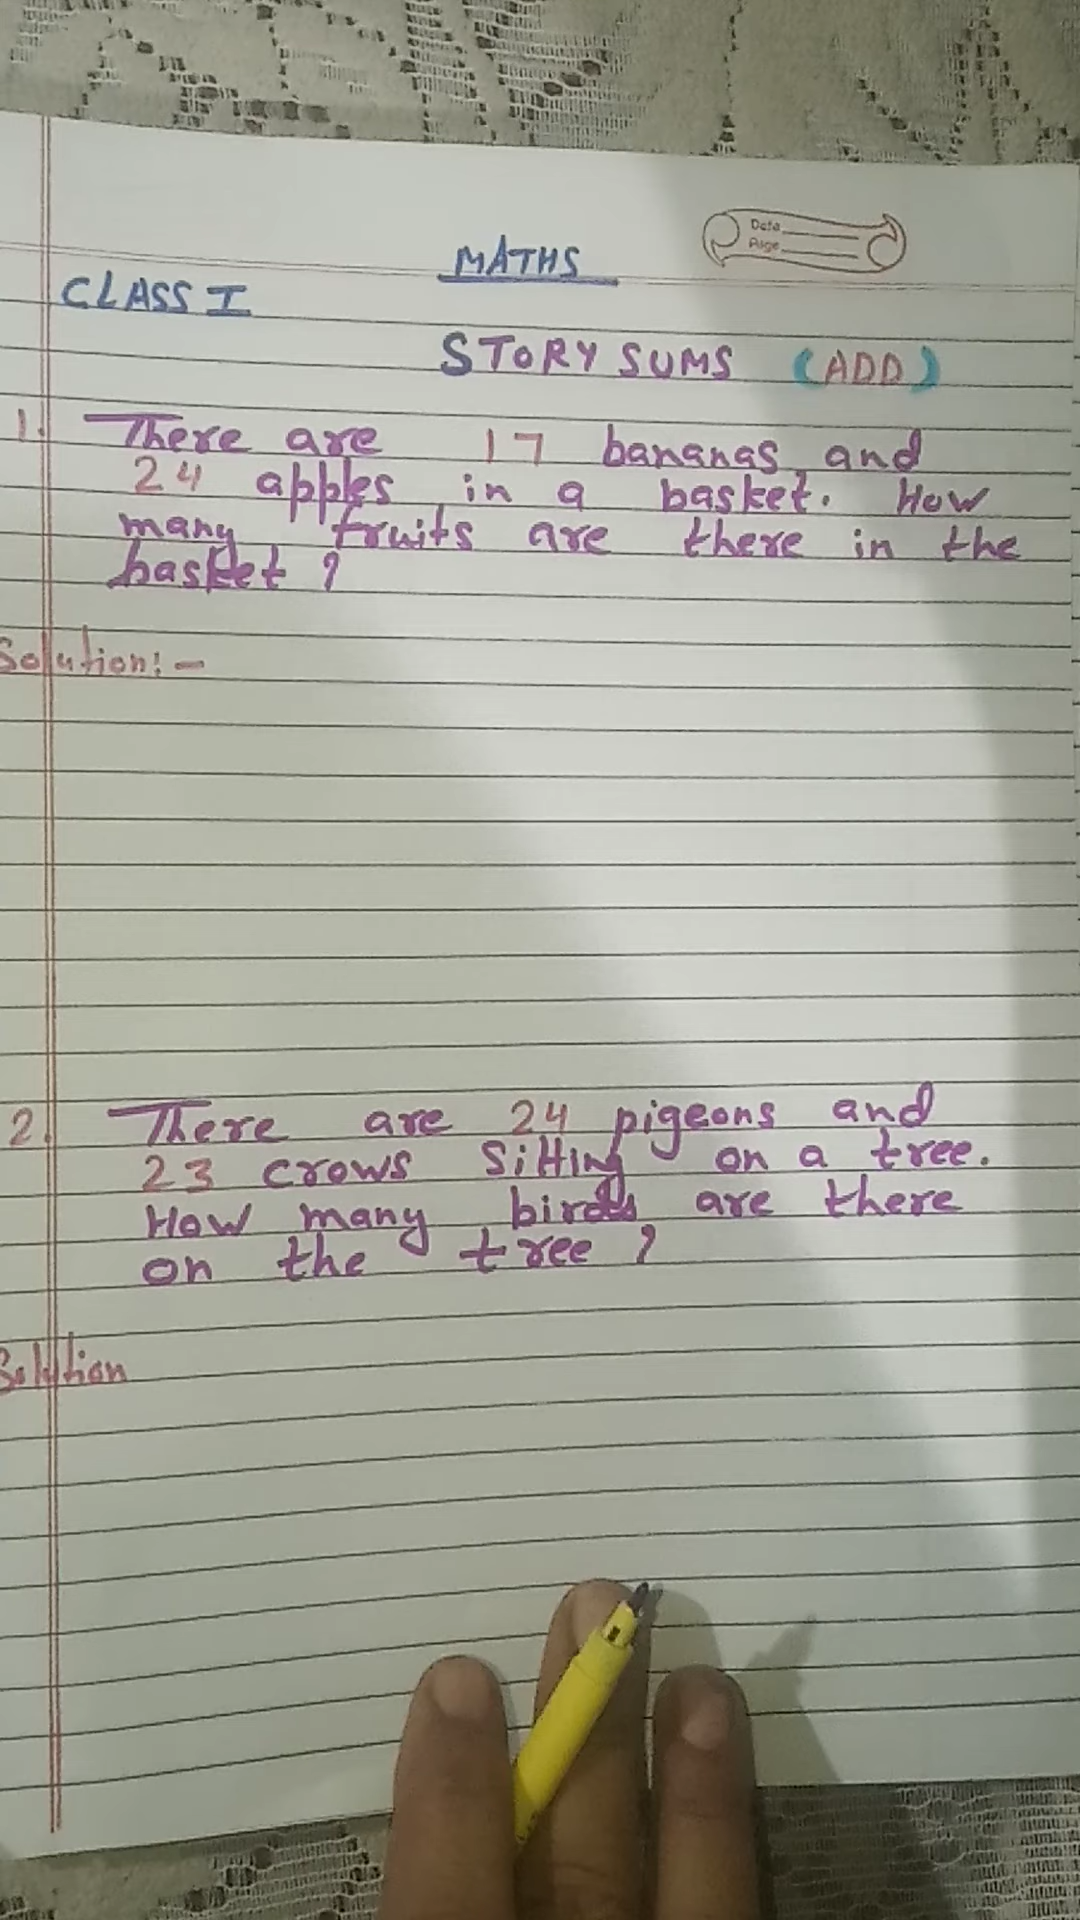 Date
Page
MATHS
CLASS I
STORY SUMS (ADD)
1. There are 17 bananas and
24 apples in a basket. How
many fruits are there in the
basket ?
Solution:-
2. There are 24 pigeons and
23 crows sitting on a tree.
How many birds are there
on the tree ?
Solution